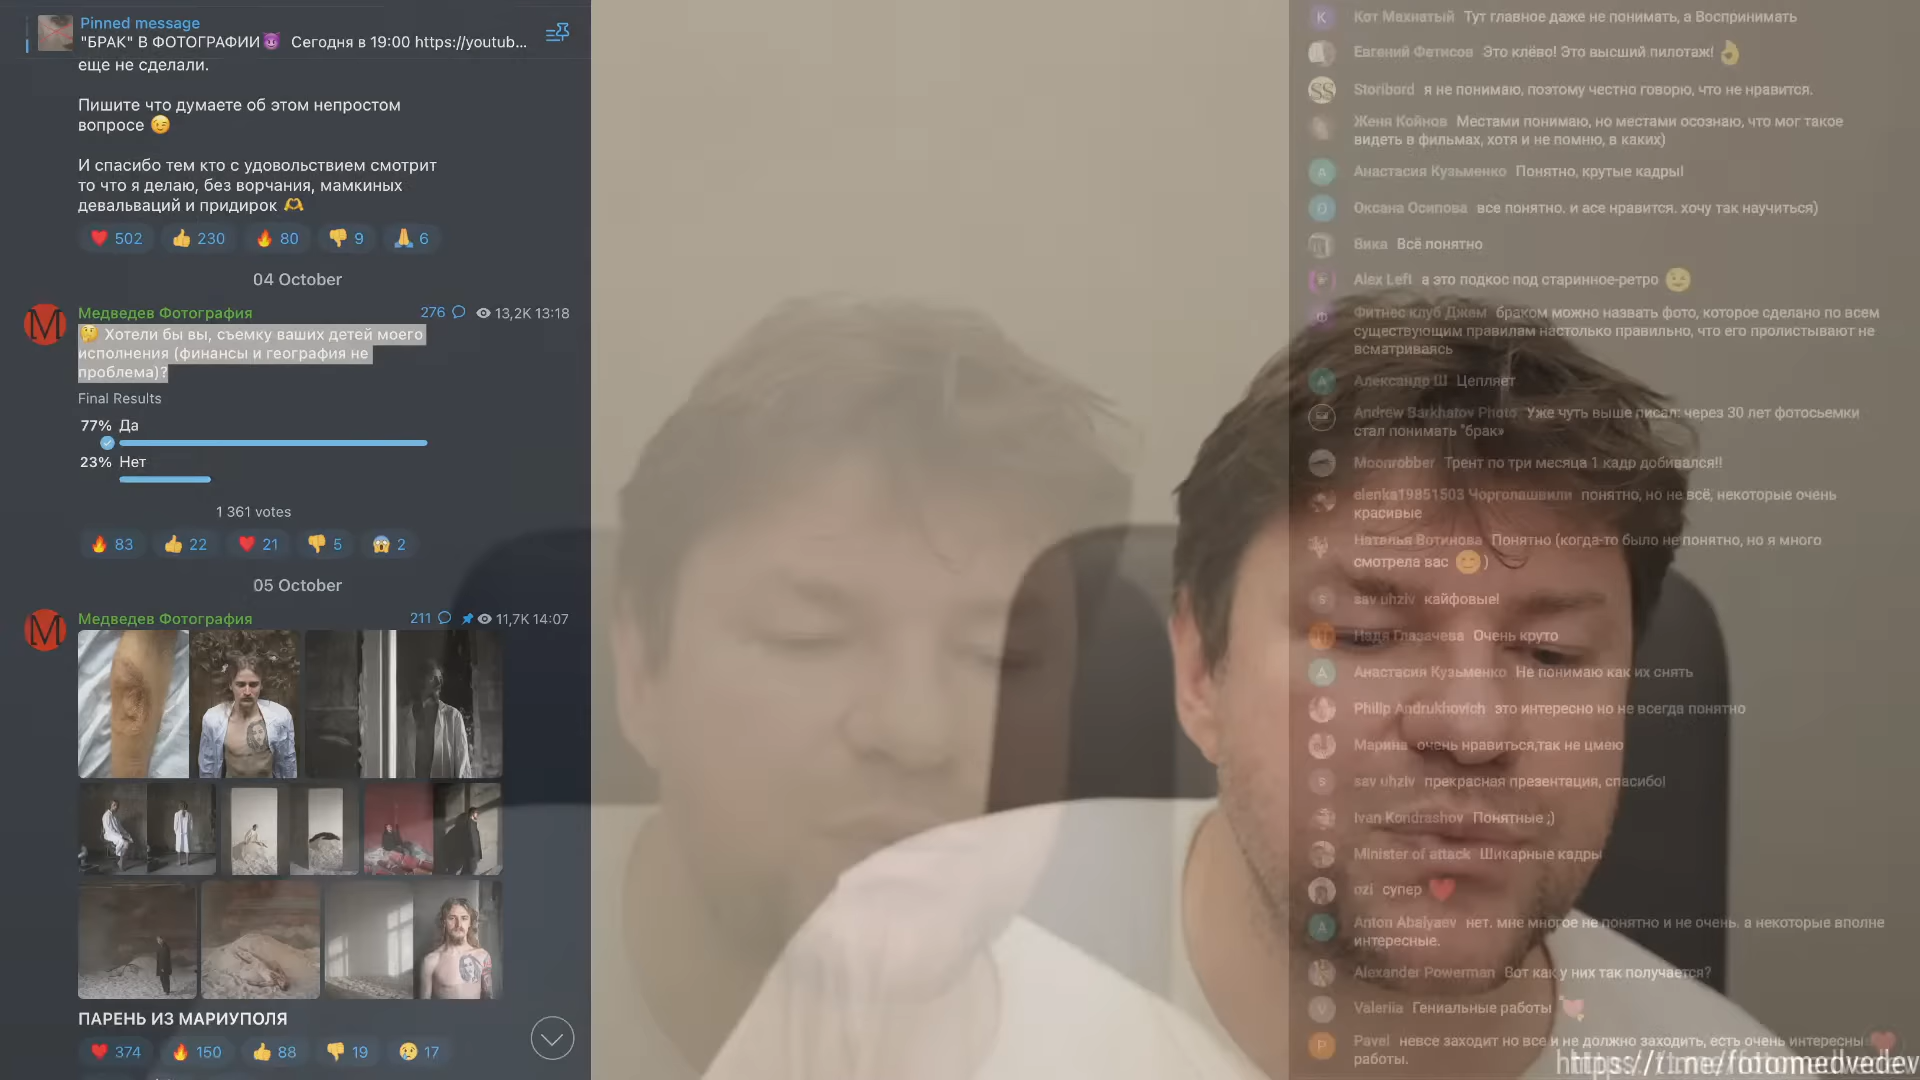 Pinned message
"БРАК" В ФОТОГРАФИИ😈 Сегодня в 19:00 https://youtub...
еще не сделали.
Пишите что думаете об этом непростом
вопросе 😉
И спасибо тем кто с удовольствием смотрит
то что я делаю, без ворчания, мамкиных
девальваций и придирок 🫶
❤️ 502 👍 230 🔥 80 👎 9 🙏 6
04 October
Медведев Фотография 276 13,2K 13:18
🤔 Хотели бы вы, съемку ваших детей моего
исполнения (финансы и география не
проблема)?
Final Results
77% Да
23% Нет
1 361 votes
🔥 83 👍 22 ❤️ 21 👎 5 😱 2
05 October
Медведев Фотография 211 11,7K 14:07
ПАРЕНЬ ИЗ МАРИУПОЛЯ
❤️ 374 🔥 150 👍 88 👎 19 😢 17
Кот Махнатый Тут главное даже не понимать, а Воспринимать
Евгений Фетисов Это клёво! Это высший пилотаж! 👌
Storibord я не понимаю, поэтому честно говорю, что не нравится.
Женя Койнов Местами понимаю, но местами осознаю, что мог такое
видеть в фильмах, хотя и не помню, в каких)
Анастасия Кузьменко Понятно, крутые кадры!
Оксана Осипова все понятно. и асе нравится. хочу так научиться)
Вика Всё понятно
Alex Left а это подкос под старинное-ретро 😉
Фитнес клуб Джем браком можно назвать фото, которое сделано по всем
существующим правилам настолько правильно, что его пролистывают не
всматриваясь
Александр Ш Цепляет
Andrew Barkhatov Photo Уже чуть выше писал: через 30 лет фотосьемки
стал понимать "брак»
Moonrobber Трент по три месяца 1 кадр добивался!!
elenka19851503 Чорголашвили понятно, но не всё, некоторые очень
красивые
Наталья Вотинова Понятно (когда-то было не понятно, но я много
смотрела вас 😊)
sav uhziv кайфовые!
Надя Глазачева Очень круто
Анастасия Кузьменко Не понимаю как их снять
Philip Andrukhovich это интересно но не всегда понятно
Марина очень нравиться,так не цмею
sav uhziv прекрасная презентация, спасибо!
Ivan Kondrashov Понятные ;)
Minister of attack Шикарные кадры
ozi супер ❤️
Anton Abalyaev нет. мне многое не понятно и не очень. а некоторые вполне
интересные.
Alexander Powerman Вот как у них так получается?
Valeriia Гениальные работы 💘
Pavel невсе заходит но все и не должно заходить, есть очень интересны
работы.
https://t.me/fotomedvedev